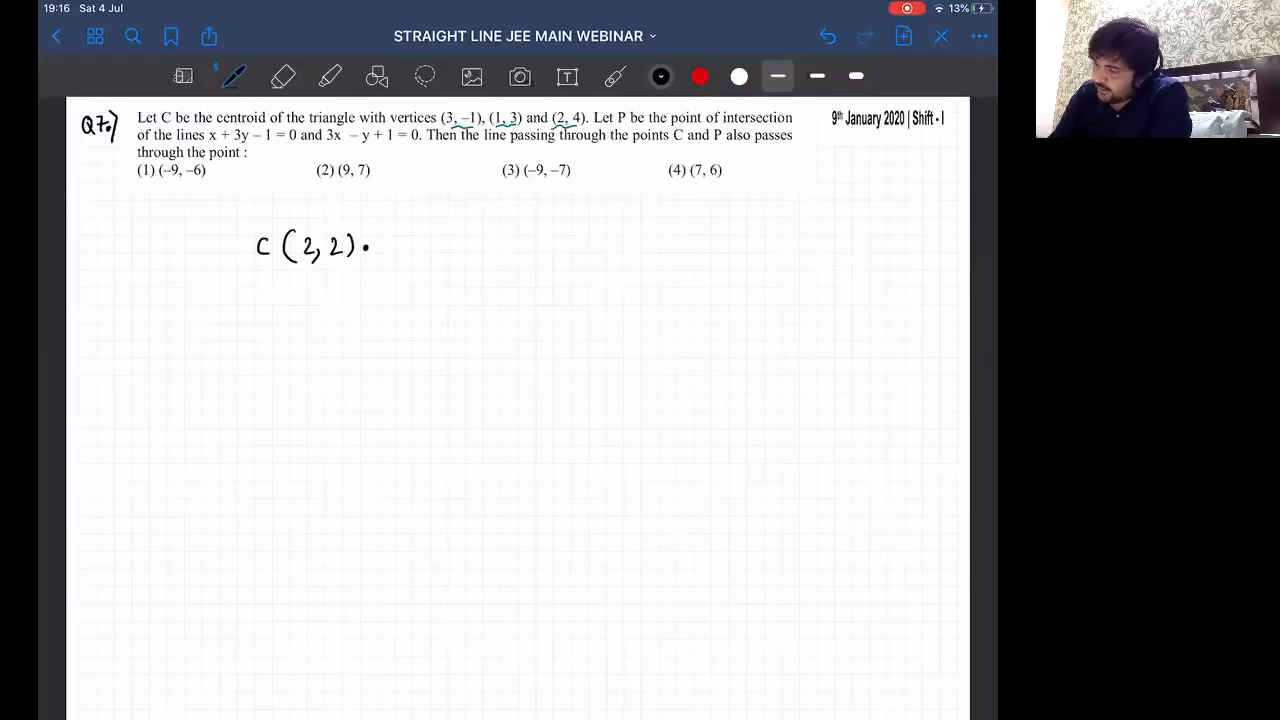 19:16 Sat 4 Jul
13%
STRAIGHT LINE JEE MAIN WEBINAR
Q7.) Let C be the centroid of the triangle with vertices (3, –1), (1, 3) and (2, 4). Let P be the point of intersection 9th January 2020 | Shift - I
of the lines x + 3y – 1 = 0 and 3x – y + 1 = 0. Then the line passing through the points C and P also passes
through the point :
(1) (–9, –6) (2) (9, 7) (3) (–9, –7) (4) (7, 6)
C (2, 2) •